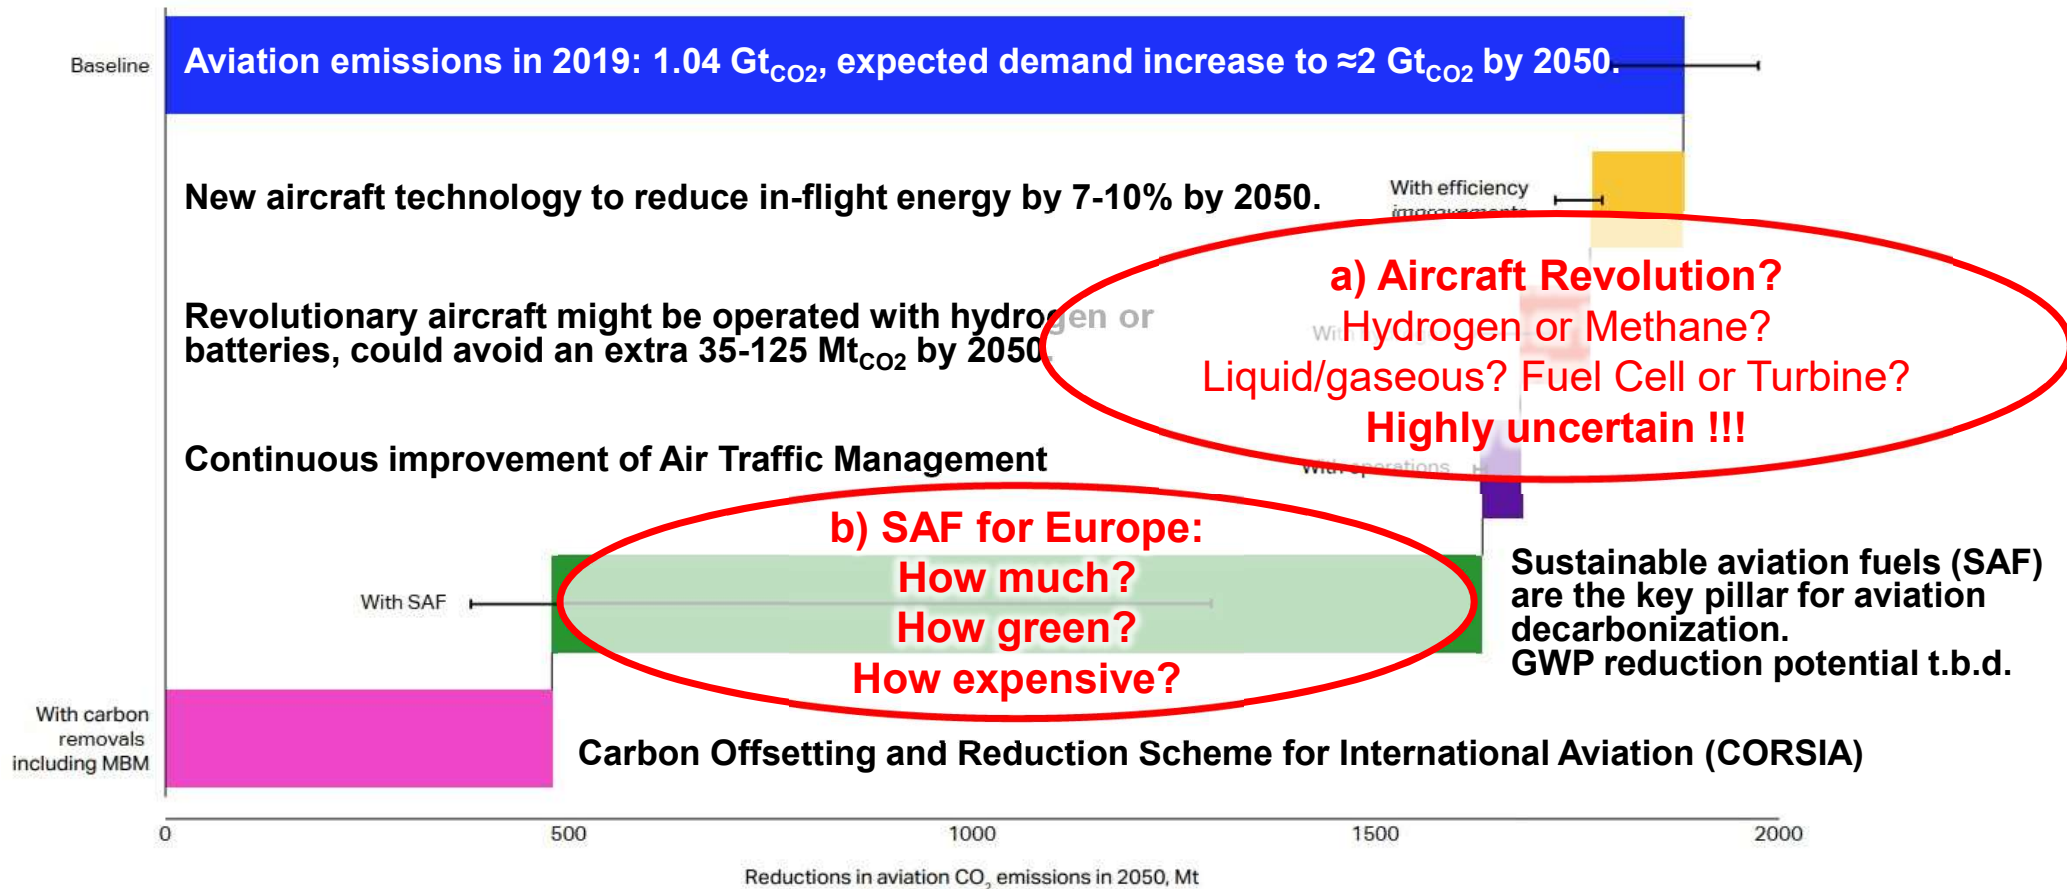 Baseline
Aviation emissions in 2019: 1.04 Gt_CO2, expected demand increase to ≈2 Gt_CO2 by 2050.
New aircraft technology to reduce in-flight energy by 7-10% by 2050.
With efficiency
improvements
a) Aircraft Revolution?
Revolutionary aircraft might be operated with hydrogen or
batteries, could avoid an extra 35-125 Mt_CO2 by 2050.
Hydrogen or Methane?
Liquid/gaseous? Fuel Cell or Turbine?
Highly uncertain !!!
Continuous improvement of Air Traffic Management
With operations
b) SAF for Europe:
How much?
How green?
How expensive?
With SAF
Sustainable aviation fuels (SAF)
are the key pillar for aviation
decarbonization.
GWP reduction potential t.b.d.
With carbon
removals
including MBM
Carbon Offsetting and Reduction Scheme for International Aviation (CORSIA)
0 500 1000 1500 2000
Reductions in aviation CO₂ emissions in 2050, Mt